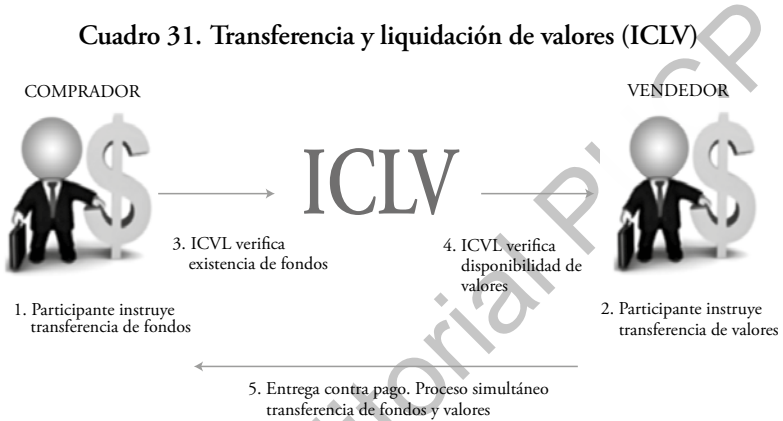 Cuadro 31. Transferencia y liquidación de valores (ICLV)
COMPRADOR
VENDEDOR
ICLV
3. ICVL verifica
existencia de fondos
4. ICVL verifica
disponibilidad de
valores
1. Participante instruye
transferencia de fondos
2. Participante instruye
transferencia de valores
5. Entrega contra pago. Proceso simultáneo
transferencia de fondos y valores